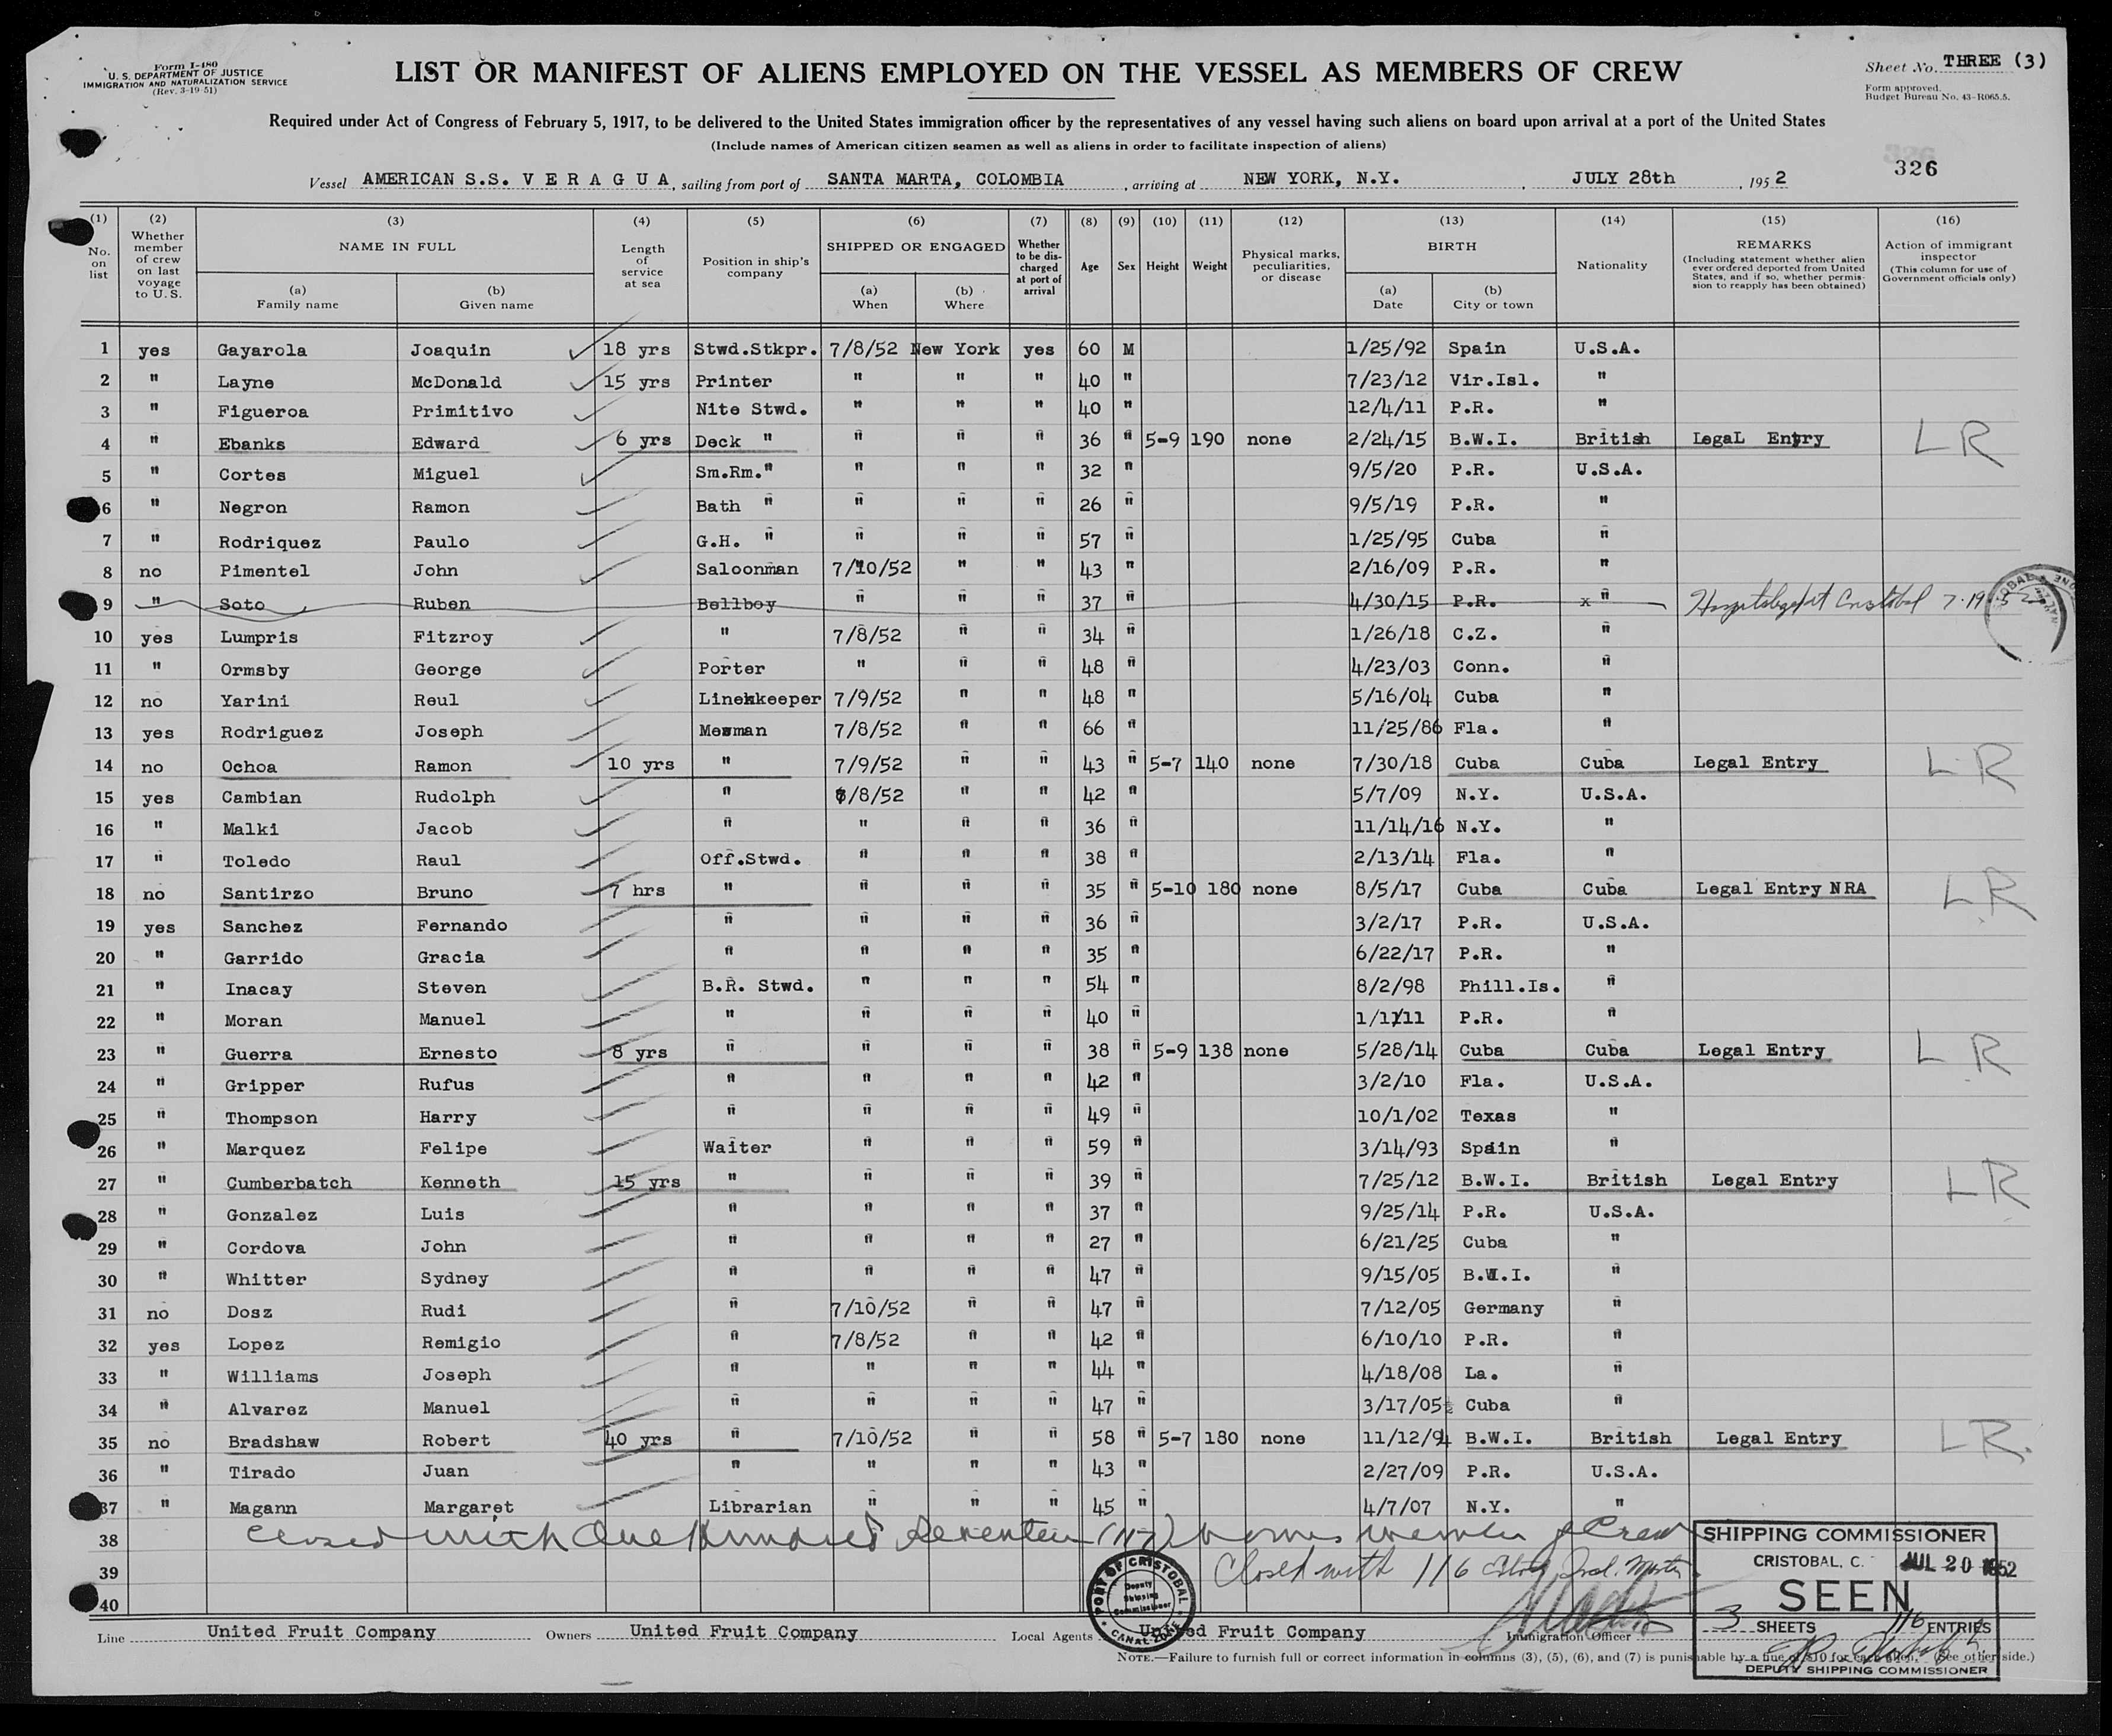 Form I-480
U. S. DEPARTMENT OF JUSTICE
IMMIGRATION AND NATURALIZATION SERVICE
(Rev. 3-19-51)
LIST OR MANIFEST OF ALIENS EMPLOYED ON THE VESSEL AS MEMBERS OF CREW
Sheet No. THREE (3)
Form approved.
Budget Bureau No. 43-R065.5.
Required under Act of Congress of February 5, 1917, to be delivered to the United States immigration officer by the representatives of any vessel having such aliens on board upon arrival at a port of the United States
(Include names of American citizen seamen as well as aliens in order to facilitate inspection of aliens)
326
Vessel AMERICAN S.S. V E R A G U A, sailing from port of SANTA MARTA, COLOMBIA, arriving at NEW YORK, N.Y., JULY 28th, 1952
(1) (2) (3) (4) (5) (6) (7) (8) (9) (10) (11) (12) (13) (14) (15) (16)
No. on list
Whether member of crew on last voyage to U. S.
NAME IN FULL
(a) Family name
(b) Given name
Length of service at sea
Position in ship's company
SHIPPED OR ENGAGED
(a) When
(b) Where
Whether to be discharged at port of arrival
Age
Sex
Height
Weight
Physical marks, peculiarities, or disease
BIRTH
(a) Date
(b) City or town
Nationality
REMARKS
(Including statement whether alien ever ordered deported from United States, and if so, whether permission to reapply has been obtained)
Action of immigrant inspector
(This column for use of Government officials only)
1 yes Gayarola Joaquin 18 yrs Stwd.Stkpr. 7/8/52 New York yes 60 M 1/25/92 Spain U.S.A.
2 " Layne McDonald 15 yrs Printer " " " 40 " 7/23/12 Vir.Isl. "
3 " Figueroa Primitivo Nite Stwd. " " " 40 " 12/4/11 P.R. "
4 " Ebanks Edward 6 yrs Deck " " " " 36 " 5-9 190 none 2/24/15 B.W.I. British LegaL Entry LR
5 " Cortes Miguel Sm.Rm." " " " 32 " 9/5/20 P.R. U.S.A.
6 " Negron Ramon Bath " " " " 26 " 9/5/19 P.R. "
7 " Rodriquez Paulo G.H. " " " " 57 " 1/25/95 Cuba "
8 no Pimentel John Saloonman 7/10/52 " " 43 " 2/16/09 P.R. "
9 " Soto Ruben Bellboy " " " 37 " 4/30/15 P.R. x " Cristobal 7-19-52
10 yes Lumpris Fitzroy " 7/8/52 " " 34 " 1/26/18 C.Z. "
11 " Ormsby George Porter " " " 48 " 4/23/03 Conn. "
12 no Yarini Reul Linenkeeper 7/9/52 " " 48 " 5/16/04 Cuba "
13 yes Rodriguez Joseph Mesman 7/8/52 " " 66 " 11/25/86 Fla. "
14 no Ochoa Ramon 10 yrs " 7/9/52 " " 43 " 5-7 140 none 7/30/18 Cuba Cuba Legal Entry LR
15 yes Cambian Rudolph " 7/8/52 " " 42 " 5/7/09 N.Y. U.S.A.
16 " Malki Jacob " " " " 36 " 11/14/16 N.Y. "
17 " Toledo Raul Off.Stwd. " " " 38 " 2/13/14 Fla. "
18 no Santirzo Bruno 7 hrs " " " " 35 " 5-10 180 none 8/5/17 Cuba Cuba Legal Entry NRA LR
19 yes Sanchez Fernando " " " " 36 " 3/2/17 P.R. U.S.A.
20 " Garrido Gracia " " " " 35 " 6/22/17 P.R. "
21 " Inacay Steven B.R. Stwd. " " " 54 " 8/2/98 Phill.Is. "
22 " Moran Manuel " " " " 40 " 1/1/11 P.R. "
23 " Guerra Ernesto 8 yrs " " " " 38 " 5-9 138 none 5/28/14 Cuba Cuba Legal Entry LR
24 " Gripper Rufus " " " " 42 " 3/2/10 Fla. U.S.A.
25 " Thompson Harry " " " " 49 " 10/1/02 Texas "
26 " Marquez Felipe Waiter " " " 59 " 3/14/93 Spain "
27 " Cumberbatch Kenneth 15 yrs " " " " 39 " 7/25/12 B.W.I. British Legal Entry LR
28 " Gonzalez Luis " " " " 37 " 9/25/14 P.R. U.S.A.
29 " Cordova John " " " " 27 " 6/21/25 Cuba "
30 " Whitter Sydney " " " " 47 " 9/15/05 B.W.I. "
31 no Dosz Rudi " 7/10/52 " " 47 " 7/12/05 Germany "
32 yes Lopez Remigio " 7/8/52 " " 42 " 6/10/10 P.R. "
33 " Williams Joseph " " " " 44 " 4/18/08 La. "
34 " Alvarez Manuel " " " " 47 " 3/17/05 Cuba "
35 no Bradshaw Robert 40 yrs " 7/10/52 " " 58 " 5-7 180 none 11/12/94 B.W.I. British Legal Entry LR.
36 " Tirado Juan " " " " 43 " 2/27/09 P.R. U.S.A.
37 " Magann Margaret Librarian " " " 45 " 4/7/07 N.Y. "
38 Closed with One Hundred Seventeen (117) member of Crew
39 Closed with 116 Incl. Master
40
PORT OF CRISTOBAL
Deputy Shipping Commissioner
CANAL ZONE
SHIPPING COMMISSIONER
CRISTOBAL, C. JUL 20 1952
SEEN
3 SHEETS 116 ENTRIES
DEPUTY SHIPPING COMMISSIONER
Line United Fruit Company Owners United Fruit Company Local Agents United Fruit Company Immigration Officer
NOTE.—Failure to furnish full or correct information in columns (3), (5), (6), and (7) is punishable by a fine of $10 for each alien. (See other side.)